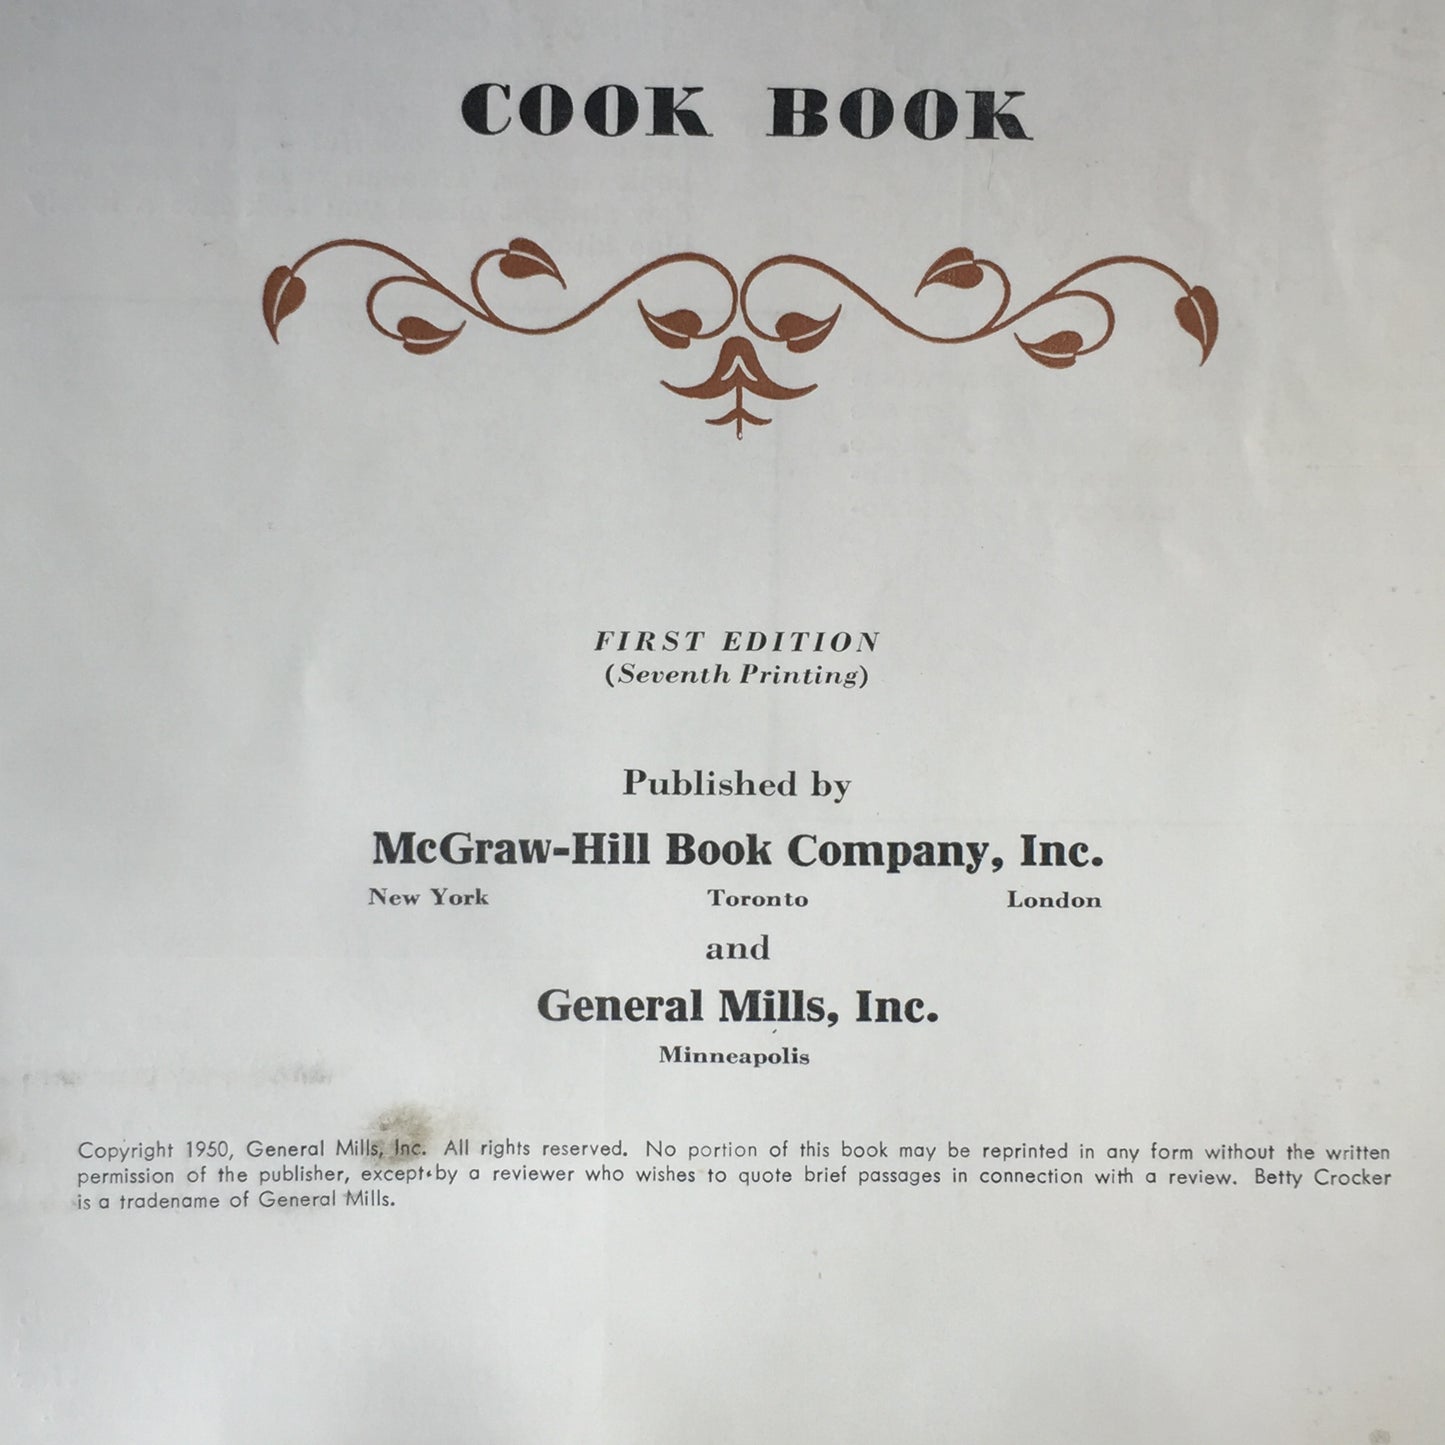 COOK BOOK
FIRST EDITION
(Seventh Printing)
Published by
McGraw-Hill Book Company, Inc.
New York Toronto London
and
General Mills, Inc.
Minneapolis
Copyright 1950, General Mills, Inc. All rights reserved. No portion of this book may be reprinted in any form without the written
permission of the publisher, except by a reviewer who wishes to quote brief passages in connection with a review. Betty Crocker
is a tradename of General Mills.